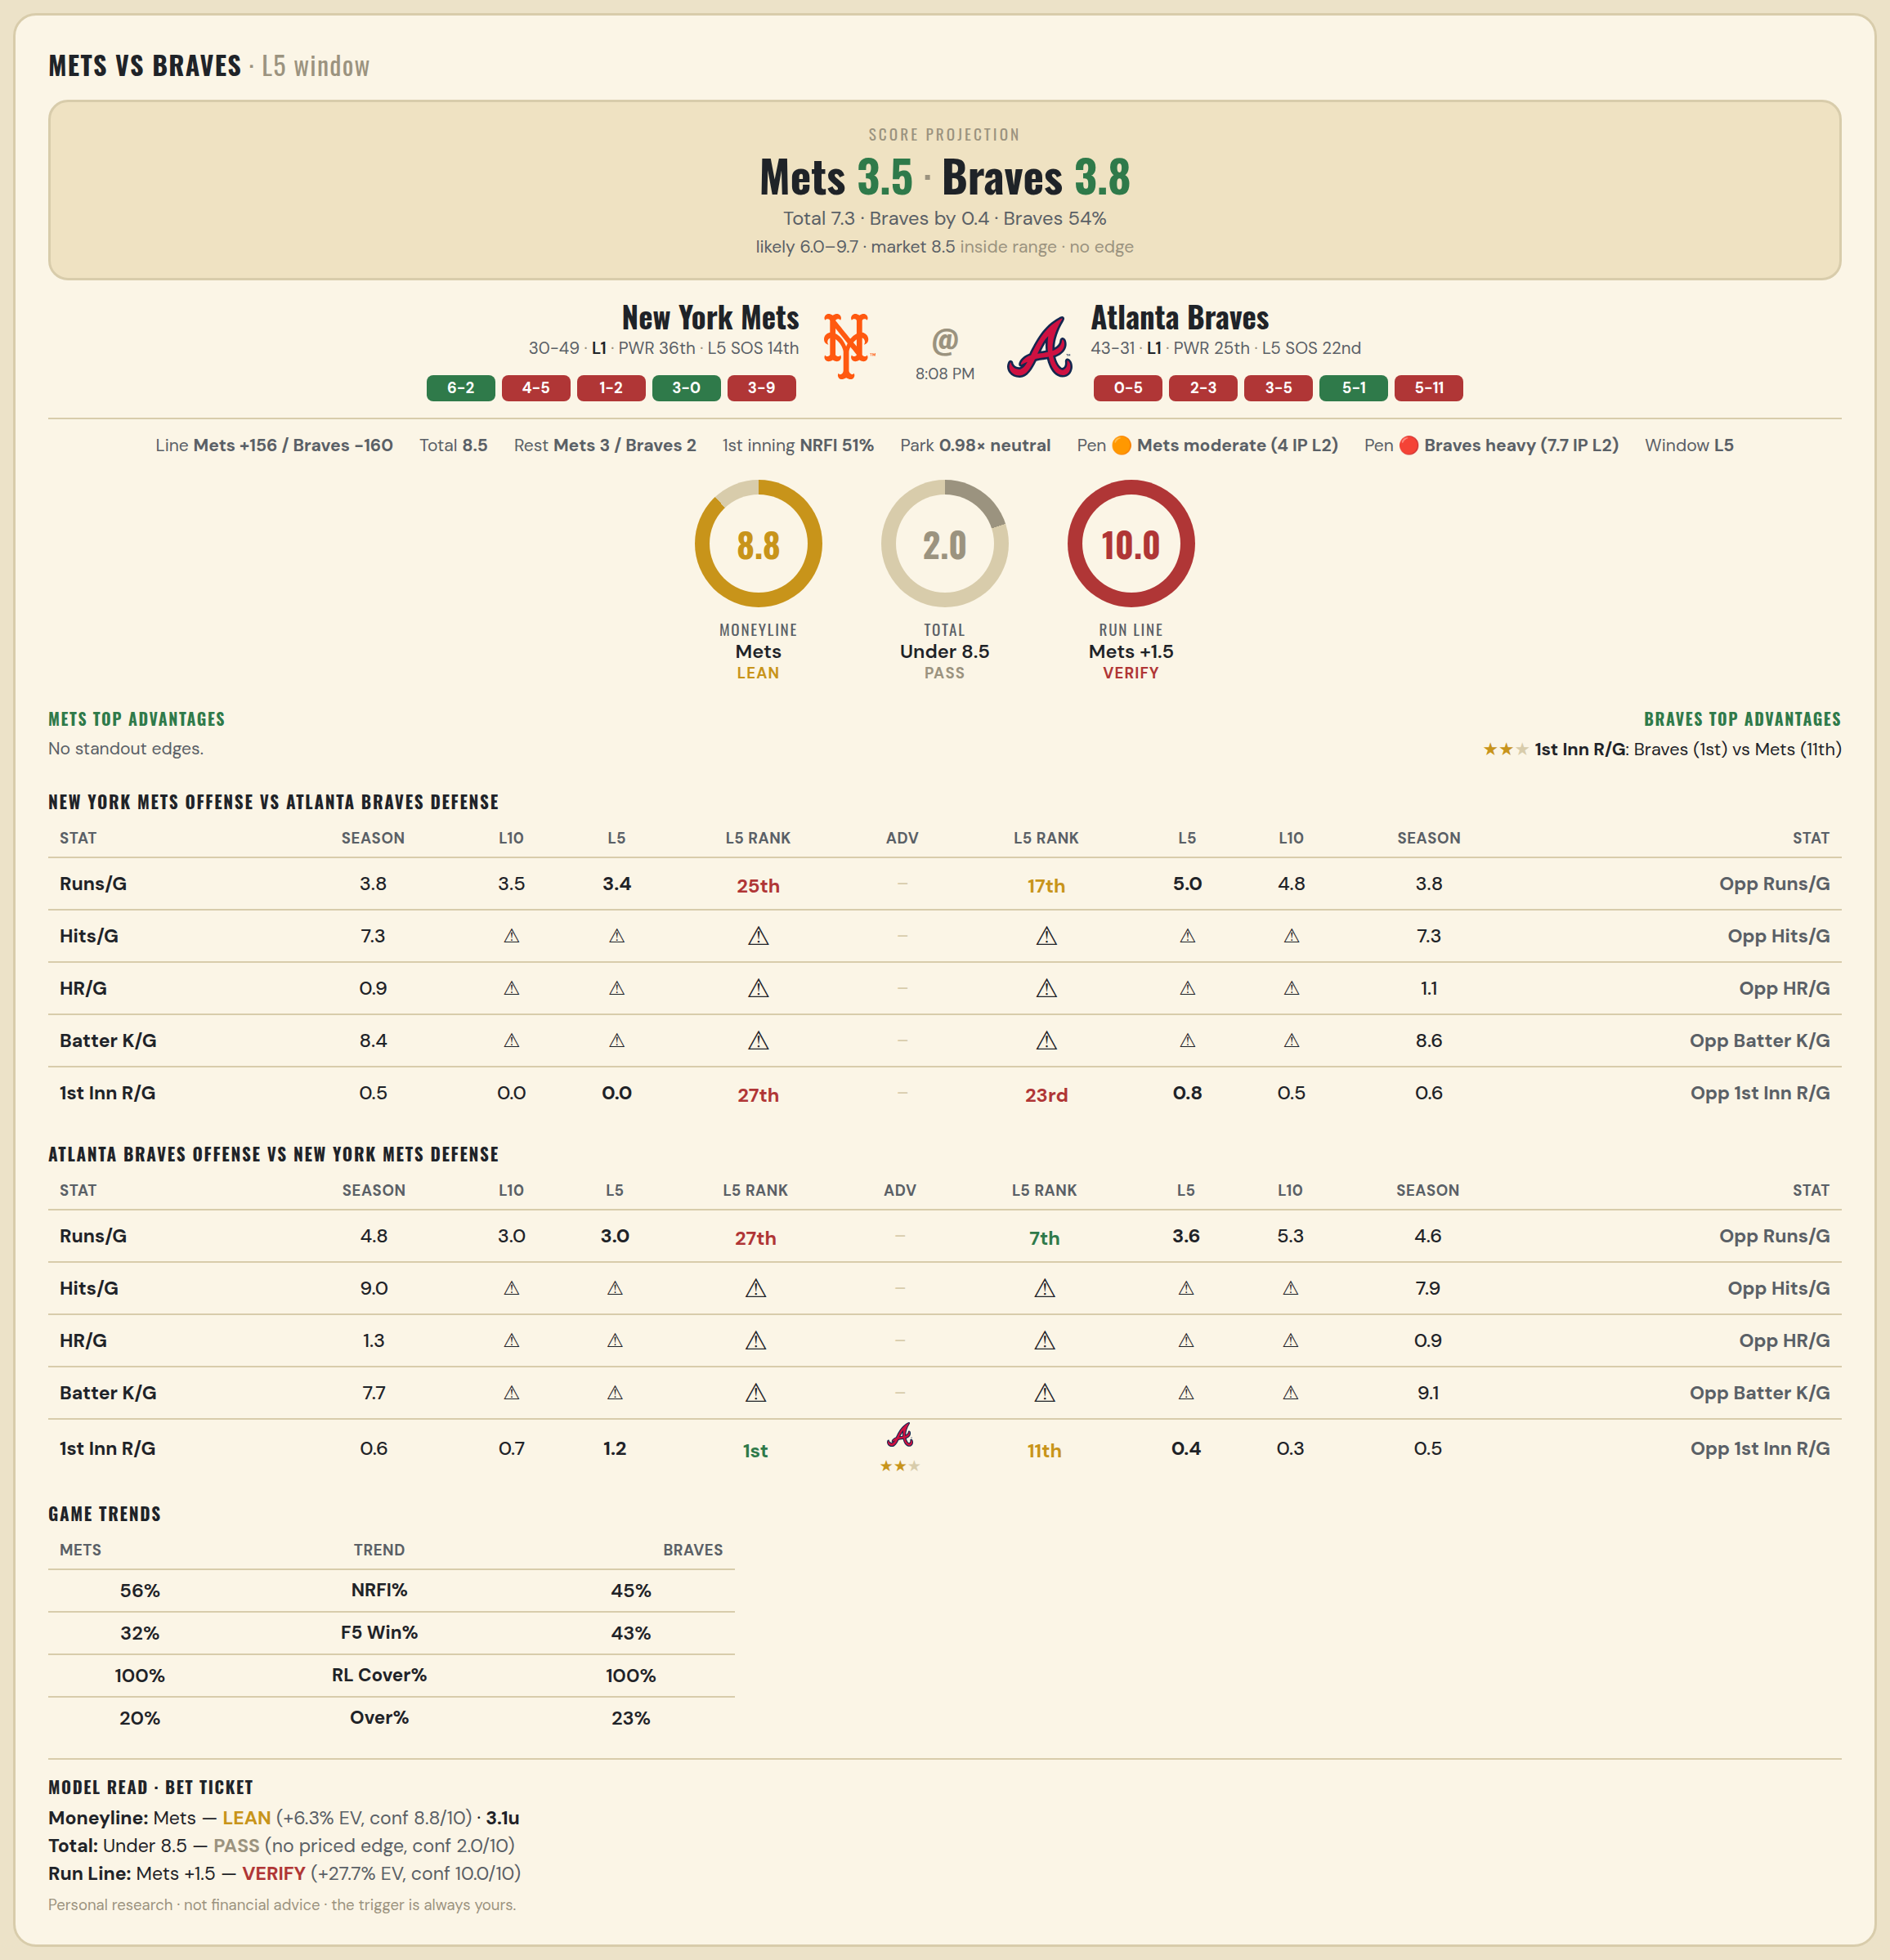 METS VS BRAVES · L5 window
SCORE PROJECTION
Mets 3.5 · Braves 3.8
Total 7.3 · Braves by 0.4 · Braves 54%
likely 6.0–9.7 · market 8.5 inside range · no edge
New York Mets
30-49 · L1 · PWR 36th · L5 SOS 14th
6-2 4-5 1-2 3-0 3-9
@
8:08 PM
Atlanta Braves
43-31 · L1 · PWR 25th · L5 SOS 22nd
0-5 2-3 3-5 5-1 5-11
Line Mets +156 / Braves -160 Total 8.5 Rest Mets 3 / Braves 2 1st inning NRFI 51% Park 0.98× neutral Pen 🟠 Mets moderate (4 IP L2) Pen 🔴 Braves heavy (7.7 IP L2) Window L5
8.8 2.0 10.0
MONEYLINE TOTAL RUN LINE
Mets Under 8.5 Mets +1.5
LEAN PASS VERIFY
METS TOP ADVANTAGES
No standout edges.
BRAVES TOP ADVANTAGES
★★★ 1st Inn R/G: Braves (1st) vs Mets (11th)
NEW YORK METS OFFENSE VS ATLANTA BRAVES DEFENSE
STAT SEASON L10 L5 L5 RANK ADV L5 RANK L5 L10 SEASON STAT
Runs/G 3.8 3.5 3.4 25th – 17th 5.0 4.8 3.8 Opp Runs/G
Hits/G 7.3 ⚠ ⚠ ⚠ – ⚠ ⚠ ⚠ 7.3 Opp Hits/G
HR/G 0.9 ⚠ ⚠ ⚠ – ⚠ ⚠ ⚠ 1.1 Opp HR/G
Batter K/G 8.4 ⚠ ⚠ ⚠ – ⚠ ⚠ ⚠ 8.6 Opp Batter K/G
1st Inn R/G 0.5 0.0 0.0 27th – 23rd 0.8 0.5 0.6 Opp 1st Inn R/G
ATLANTA BRAVES OFFENSE VS NEW YORK METS DEFENSE
STAT SEASON L10 L5 L5 RANK ADV L5 RANK L5 L10 SEASON STAT
Runs/G 4.8 3.0 3.0 27th – 7th 3.6 5.3 4.6 Opp Runs/G
Hits/G 9.0 ⚠ ⚠ ⚠ – ⚠ ⚠ ⚠ 7.9 Opp Hits/G
HR/G 1.3 ⚠ ⚠ ⚠ – ⚠ ⚠ ⚠ 0.9 Opp HR/G
Batter K/G 7.7 ⚠ ⚠ ⚠ – ⚠ ⚠ ⚠ 9.1 Opp Batter K/G
1st Inn R/G 0.6 0.7 1.2 1st ★★★ 11th 0.4 0.3 0.5 Opp 1st Inn R/G
GAME TRENDS
METS TREND BRAVES
56% NRFI% 45%
32% F5 Win% 43%
100% RL Cover% 100%
20% Over% 23%
MODEL READ · BET TICKET
Moneyline: Mets — LEAN (+6.3% EV, conf 8.8/10) · 3.1u
Total: Under 8.5 — PASS (no priced edge, conf 2.0/10)
Run Line: Mets +1.5 — VERIFY (+27.7% EV, conf 10.0/10)
Personal research · not financial advice · the trigger is always yours.